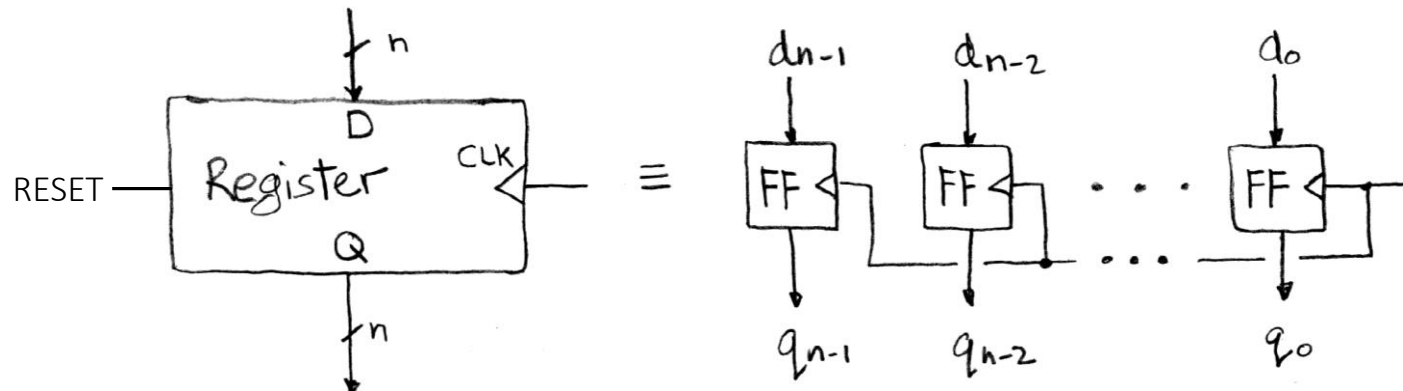 n
D
CLK
Register
RESET
Q
n
≡
dn-1 dn-2 d0
FF FF ... FF
...
qn-1 qn-2 q0